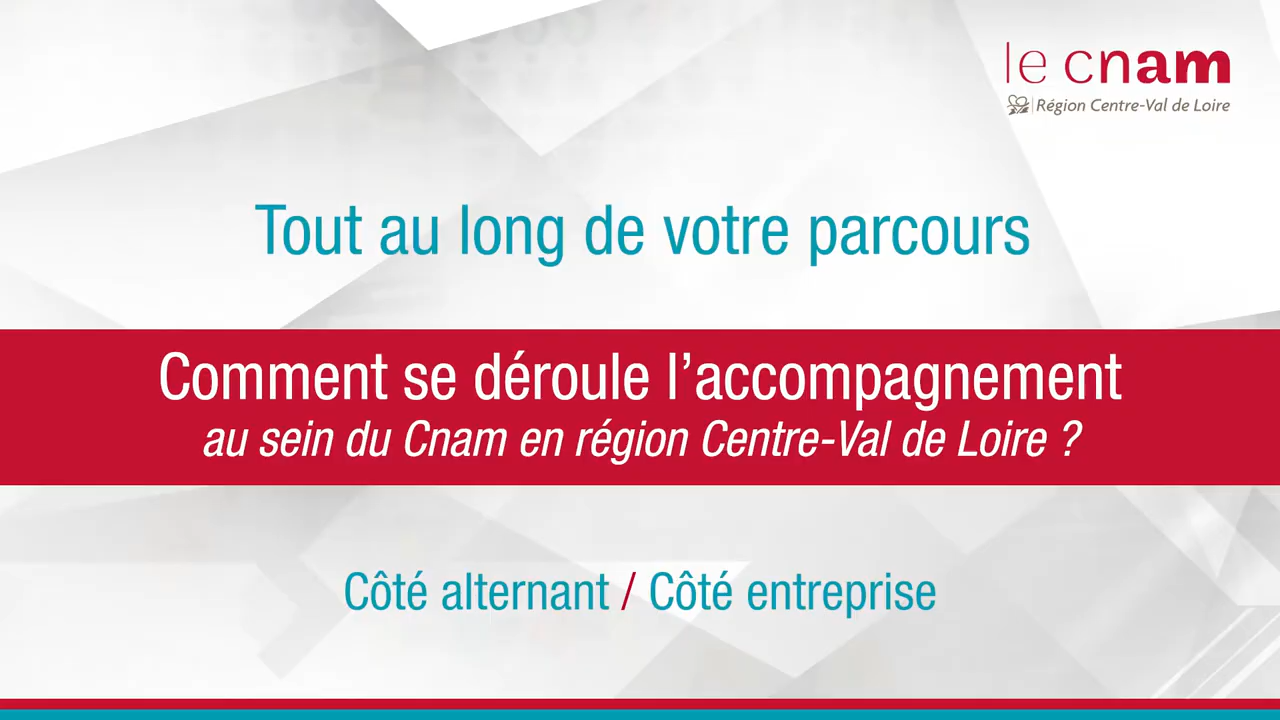 le cnam
Région Centre-Val de Loire
Tout au long de votre parcours
Comment se déroule l’accompagnement
au sein du Cnam en région Centre-Val de Loire ?
Côté alternant / Côté entreprise